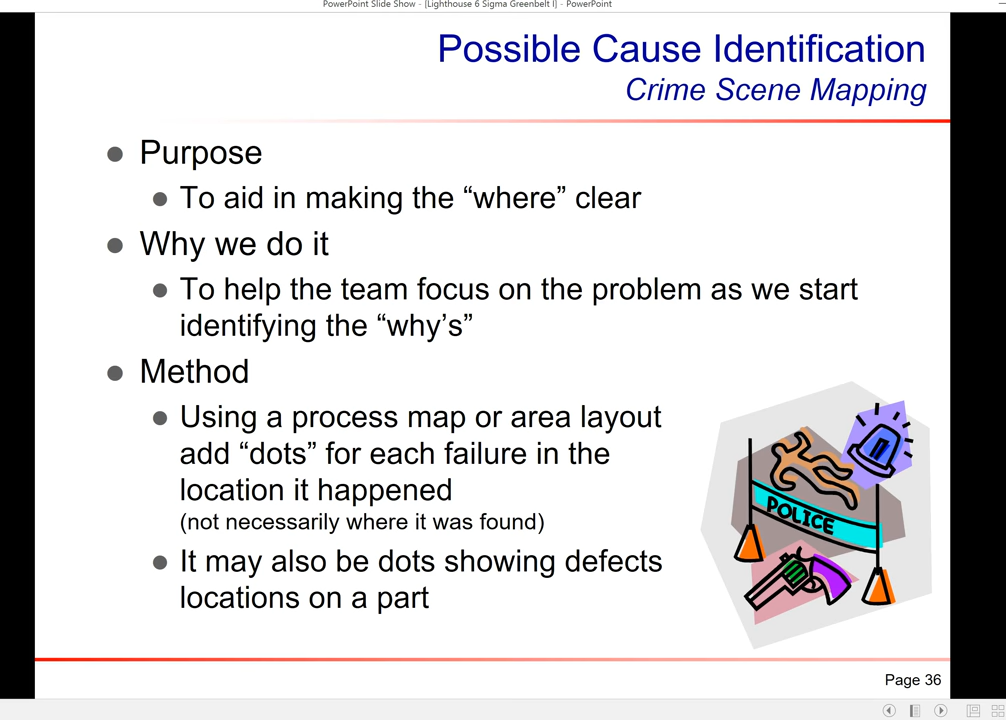 PowerPoint Slide Show - [Lighthouse 6 Sigma Greenbelt I] - PowerPoint
Possible Cause Identification
Crime Scene Mapping
Purpose
To aid in making the “where” clear
Why we do it
To help the team focus on the problem as we start
identifying the “why’s”
Method
Using a process map or area layout
add “dots” for each failure in the
location it happened
(not necessarily where it was found)
It may also be dots showing defects
locations on a part
POLICE
Page 36